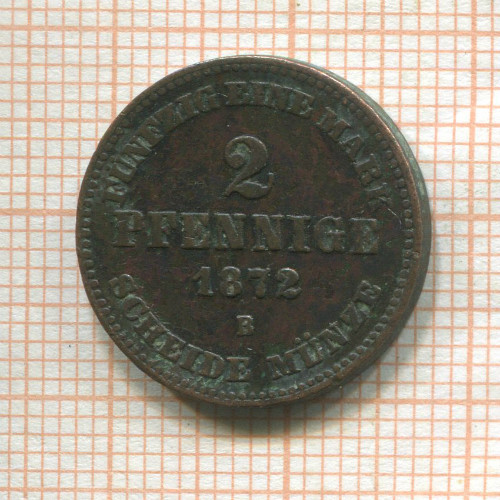 FÜNFZIG EINE MARK
2
PFENNIGE
1872
B
SCHEIDE MÜNZE